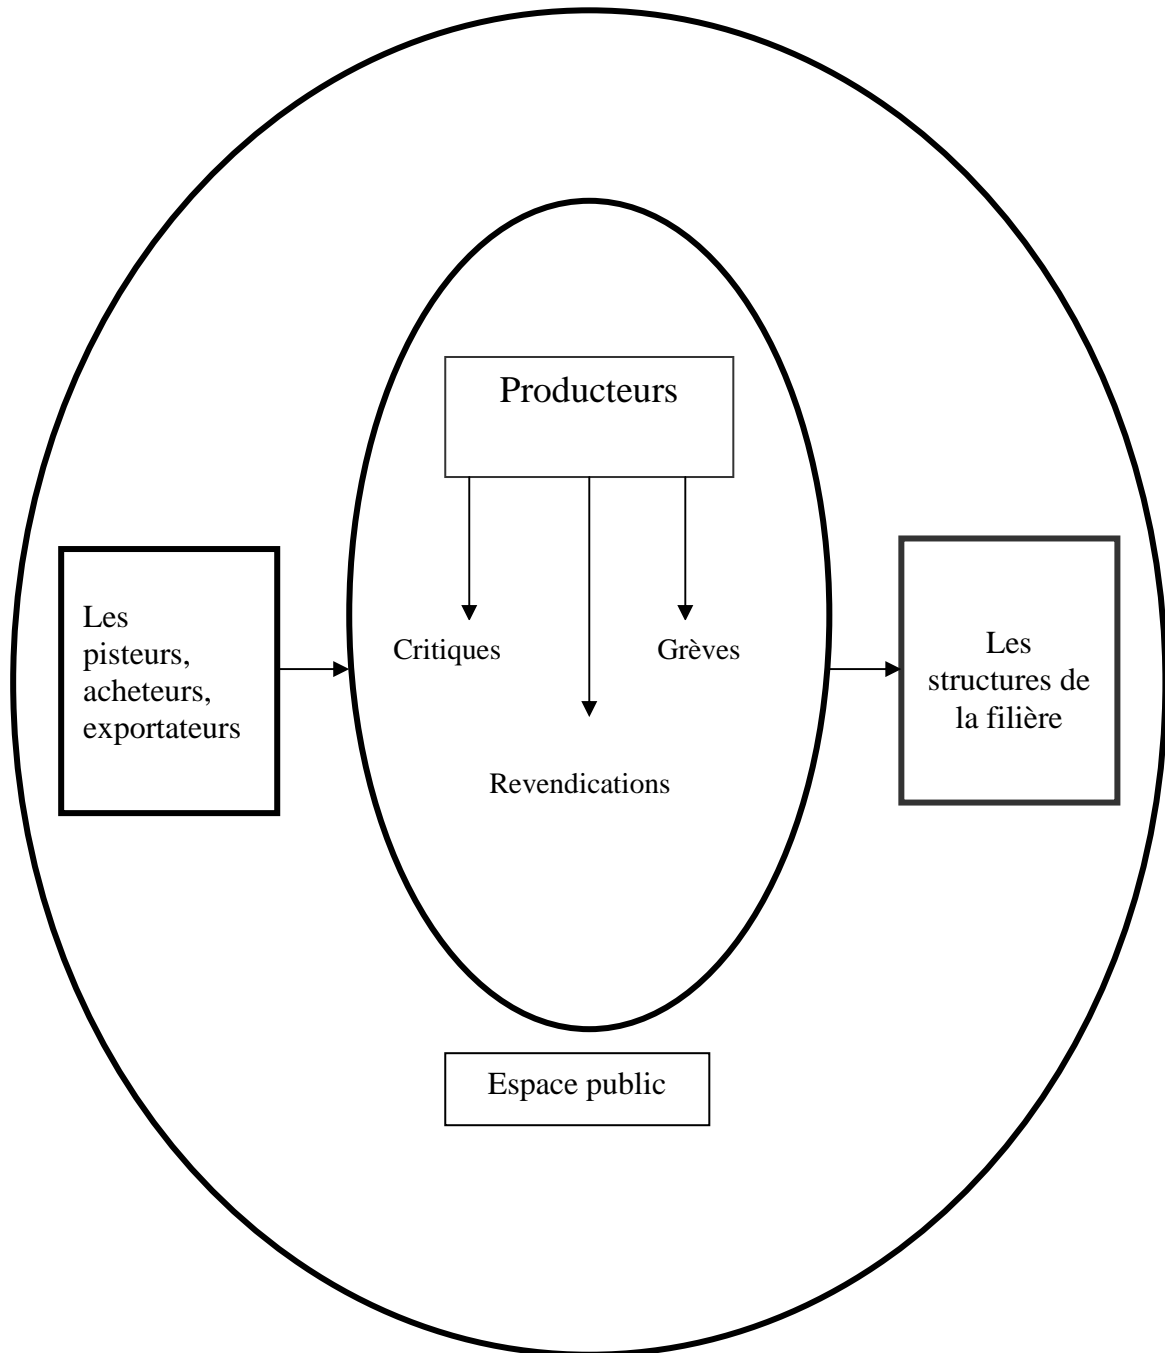 Producteurs
Les
pisteurs,
acheteurs,
exportateurs
Critiques
Grèves
Revendications
Les
structures de
la filière
Espace public